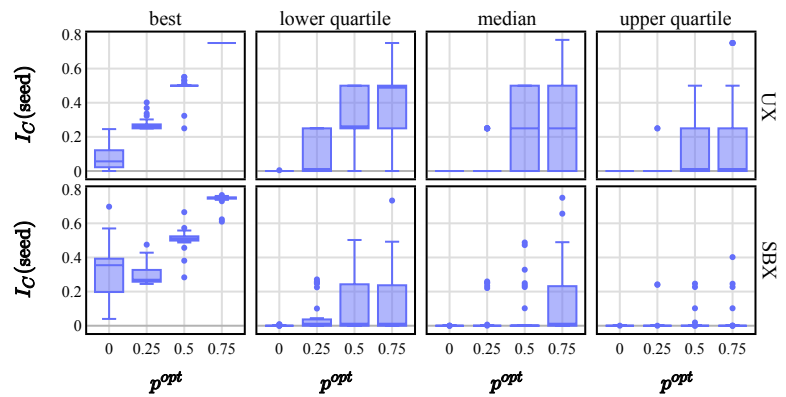 best lower quartile median upper quartile
0.8
0.6
0.4
0.2
0
I_C(seed)
UX
0.8
0.6
0.4
0.2
0
I_C(seed)
SBX
0 0.25 0.5 0.75 0 0.25 0.5 0.75 0 0.25 0.5 0.75 0 0.25 0.5 0.75
p^opt p^opt p^opt p^opt